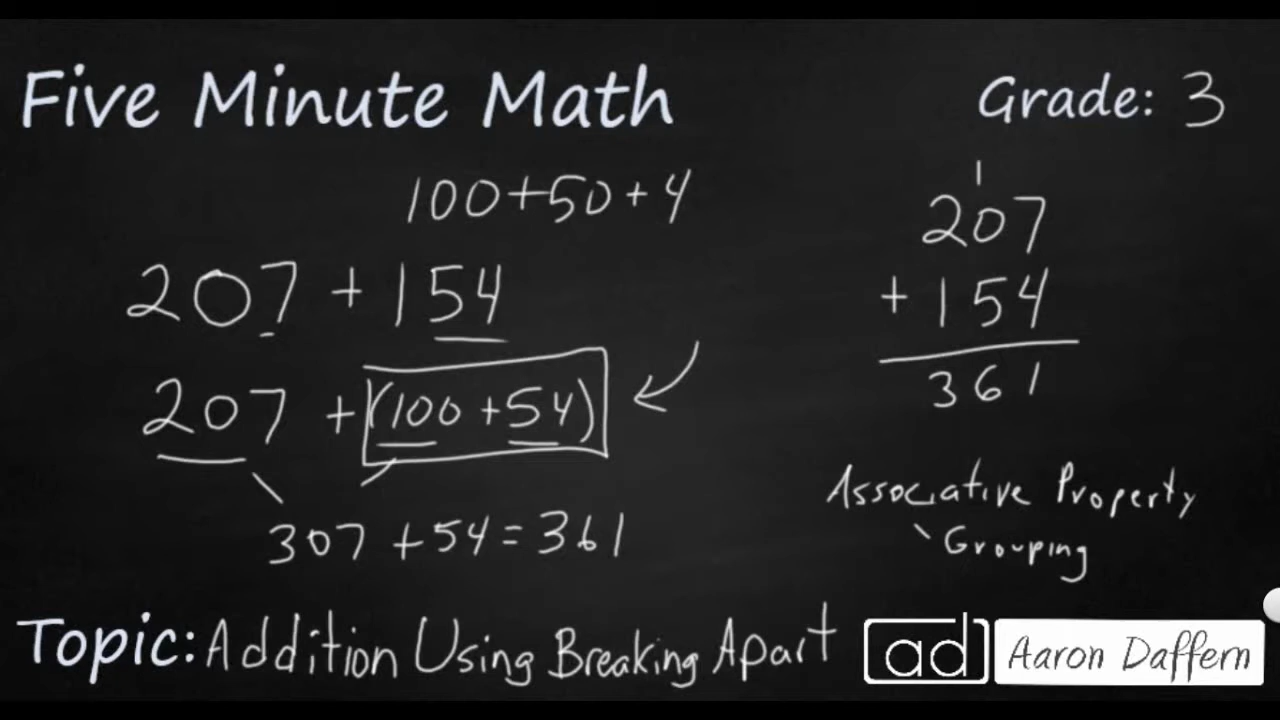 Five Minute Math
Grade: 3
100+50+4
207 + 154
207 + (100 + 54)
307 + 54 = 361
1
207
+ 154
361
Associative Property
Grouping
Topic: Addition Using Breaking Apart
ad Aaron Daffern